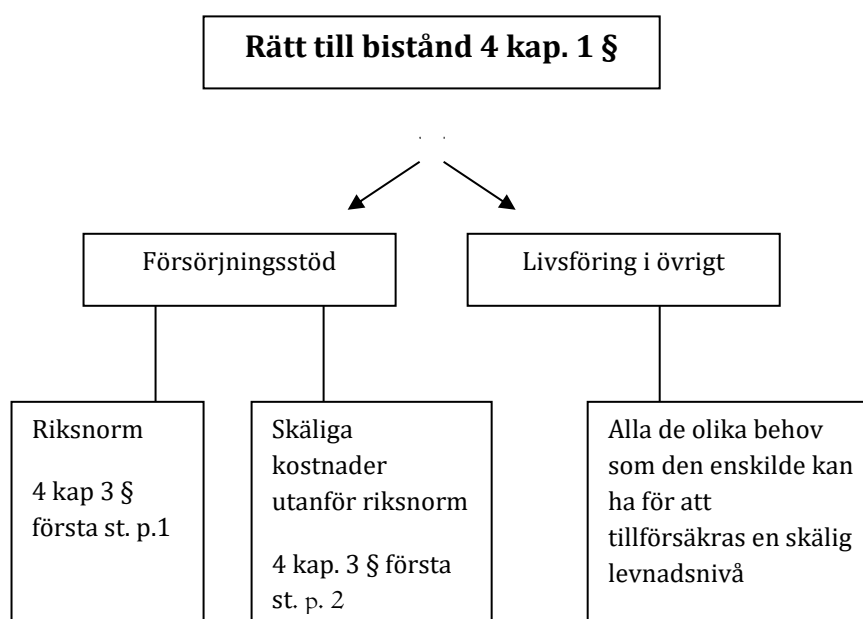 Rätt till bistånd 4 kap. 1 §
Försörjningsstöd
Livsföring i övrigt
Riksnorm
4 kap 3 §
första st. p.1
Skäliga
kostnader
utanför riksnorm
4 kap. 3 § första
st. p. 2
Alla de olika behov
som den enskilde kan
ha för att
tillförsäkras en skälig
levnadsnivå